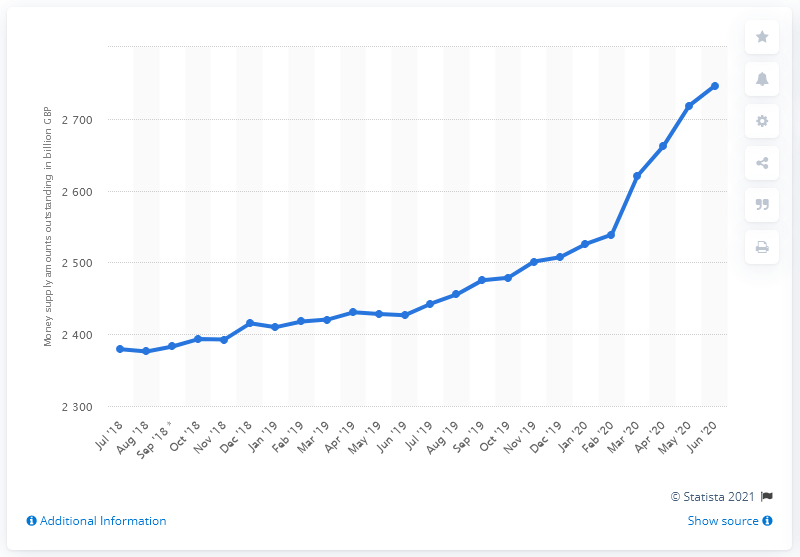 Money supply amounts outstanding in billion GBP
2 700
2 600
2 500
2 400
2 300
Jul '18
Aug '18
Sep '18 *
Oct '18
Nov '18
Dec '18
Jan '19
Feb '19
Mar '19
Apr '19
May '19
Jun '19
Jul '19
Aug '19
Sep '19
Oct '19
Nov '19
Dec '19
Jan '20
Feb '20
Mar '20
Apr '20
May '20
Jun '20
© Statista 2021
Additional Information
Show source